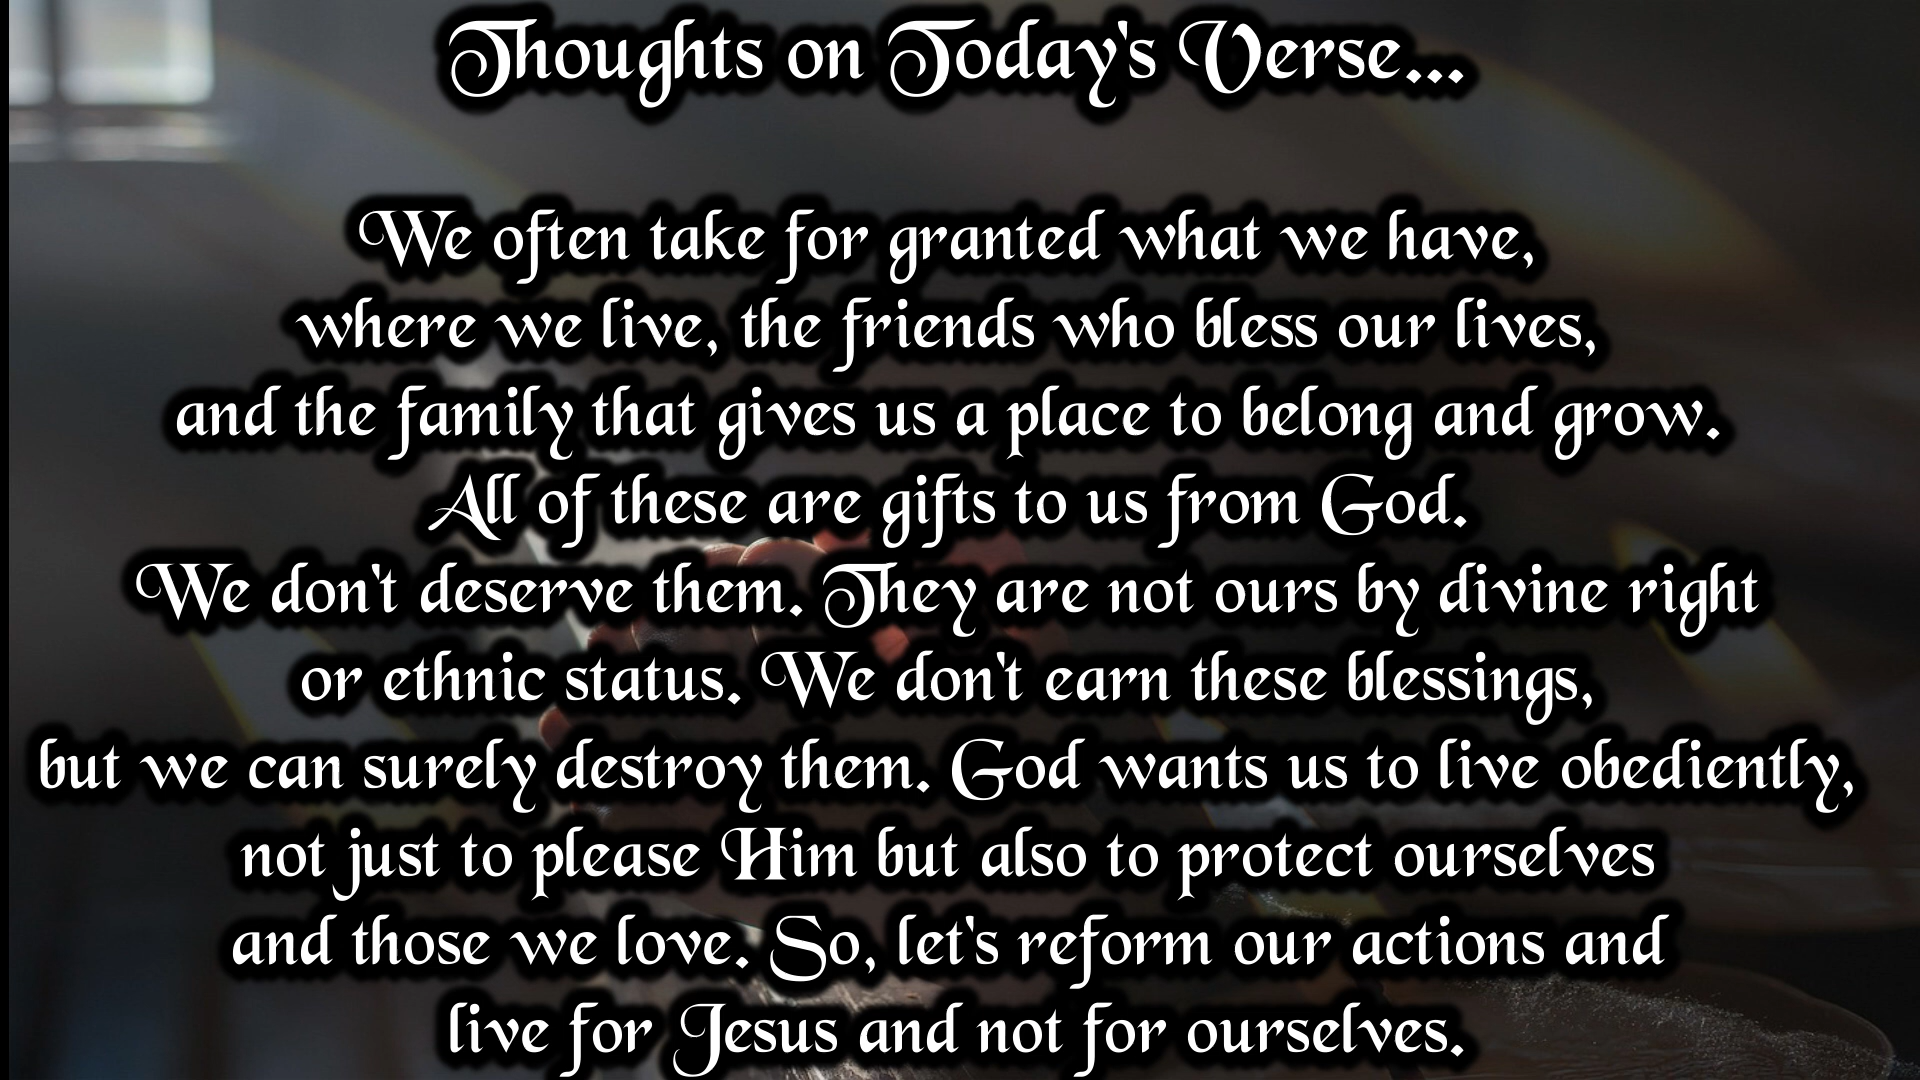 Thoughts on Today's Verse...
We often take for granted what we have,
where we live, the friends who bless our lives,
and the family that gives us a place to belong and grow.
All of these are gifts to us from God.
We don't deserve them. They are not ours by divine right
or ethnic status. We don't earn these blessings,
but we can surely destroy them. God wants us to live obediently,
not just to please Him but also to protect ourselves
and those we love. So, let's reform our actions and
live for Jesus and not for ourselves.